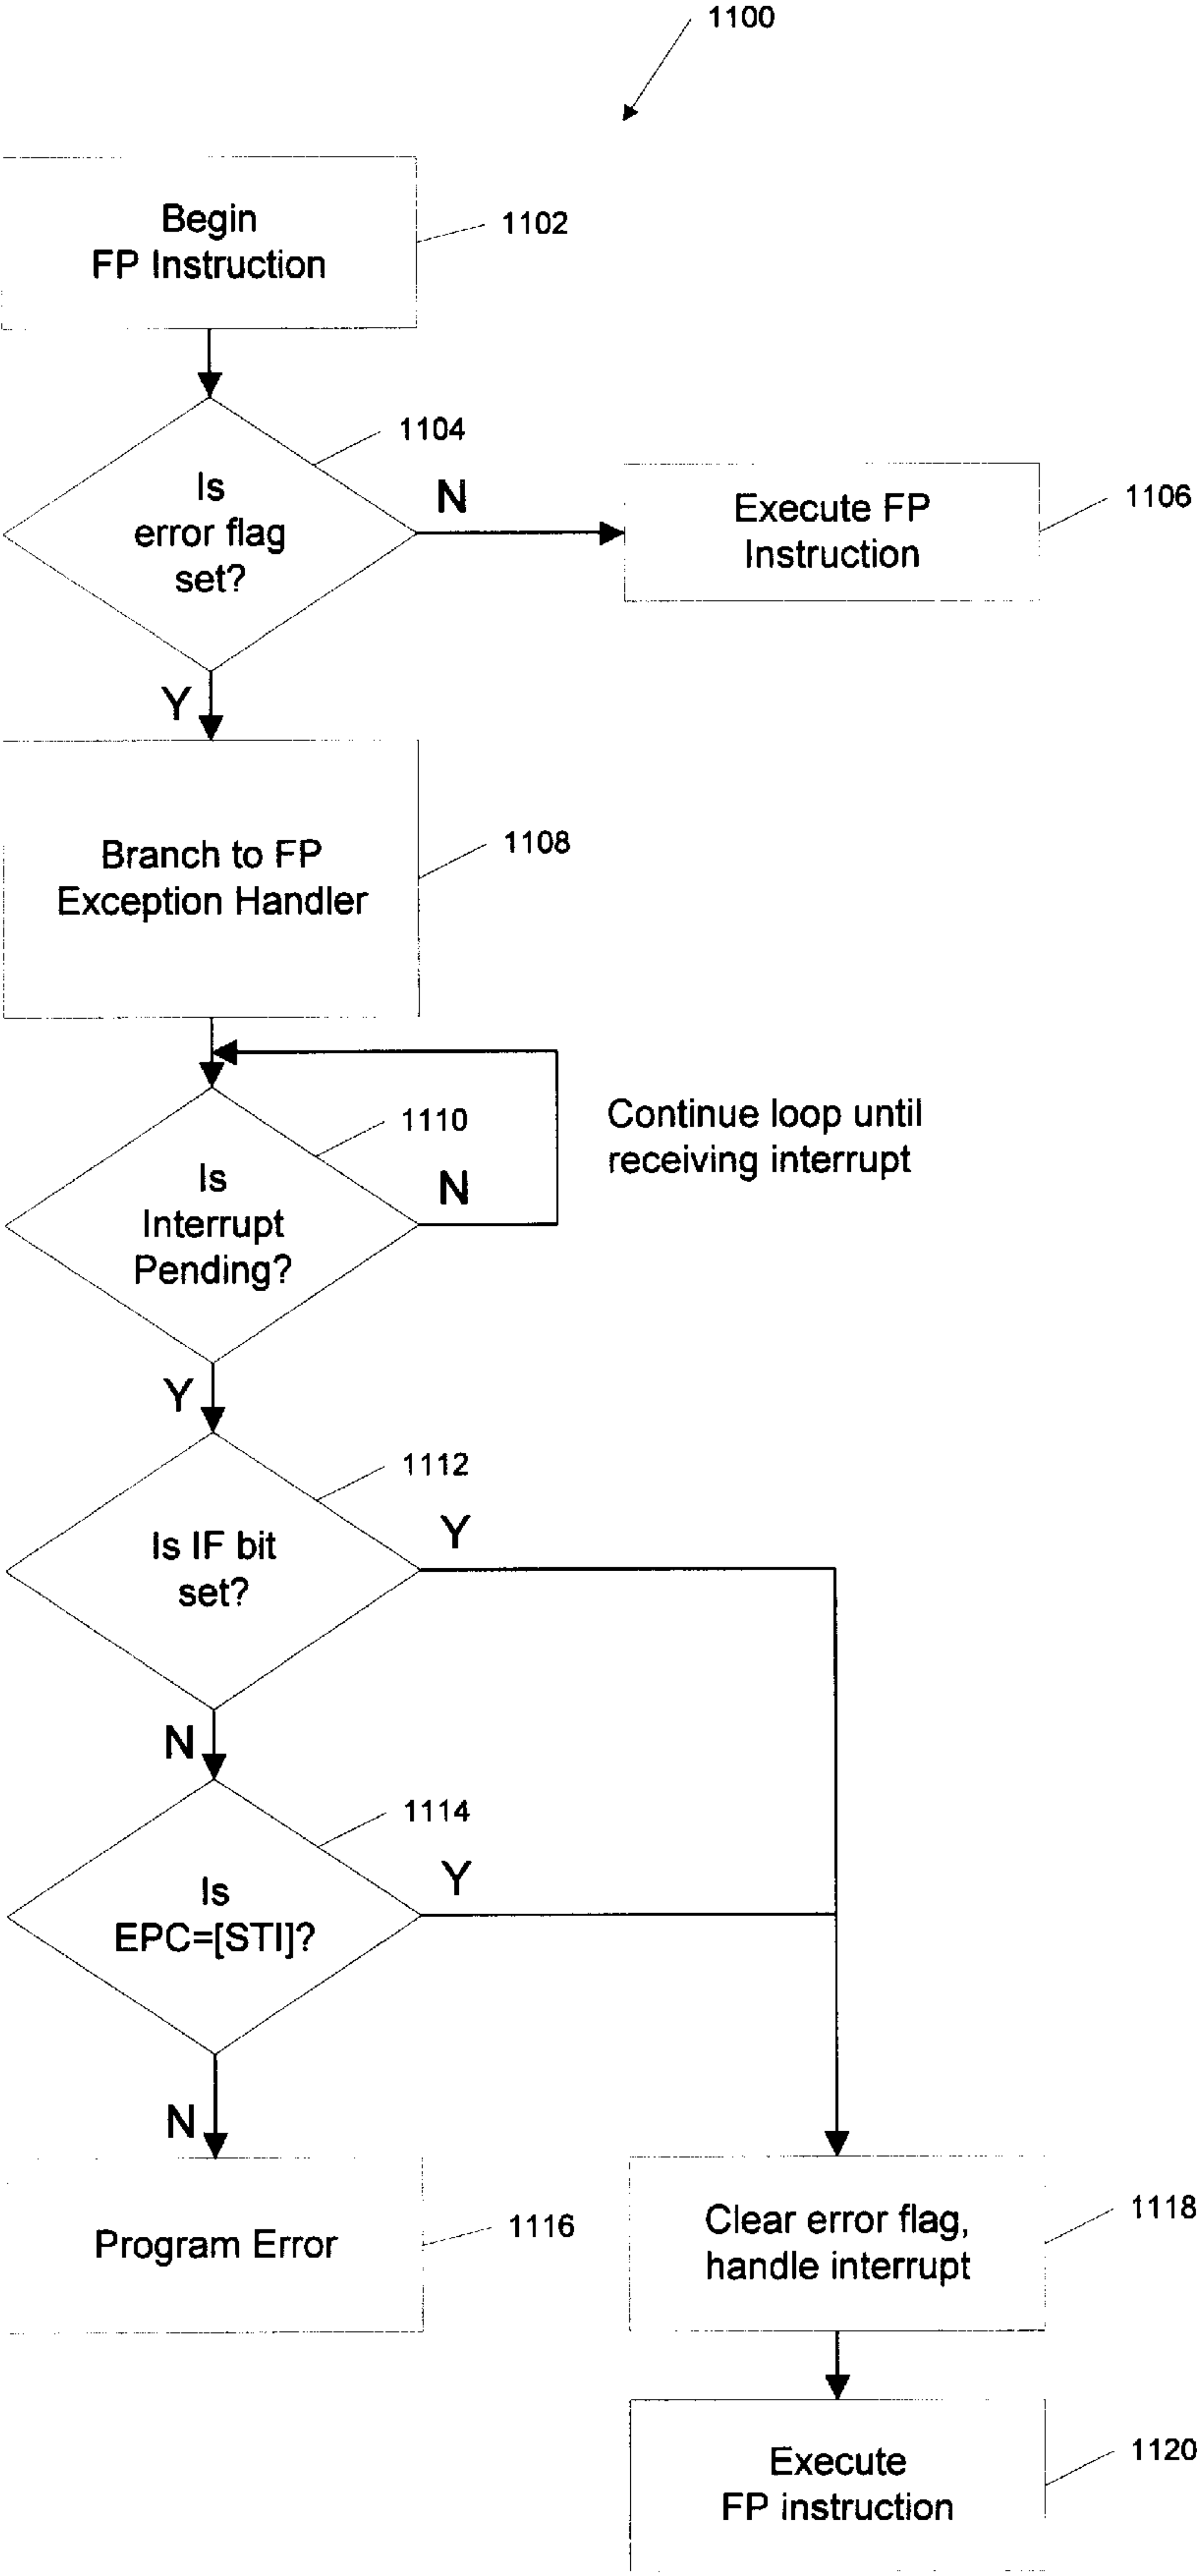 1100
Begin
FP Instruction
1102
1104
Is
error flag
set?
N
Execute FP
Instruction
1106
Y
Branch to FP
Exception Handler
1108
1110
Is
Interrupt
Pending?
N
Continue loop until
receiving interrupt
Y
1112
Is IF bit
set?
Y
N
1114
Is
EPC=[STI]?
Y
N
Program Error
1116
Clear error flag,
handle interrupt
1118
Execute
FP instruction
1120